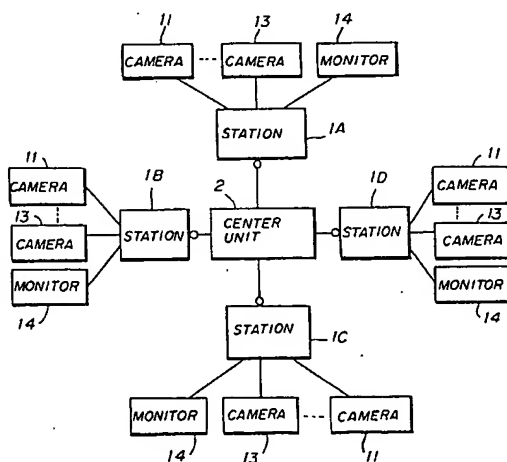 11 13 14
CAMERA CAMERA MONITOR
STATION
1A
11 1B 2 1D 11
CAMERA CAMERA
13 CENTER UNIT 13
CAMERA STATION STATION CAMERA
MONITOR MONITOR
14 14
STATION
1C
MONITOR CAMERA CAMERA
14 13 11